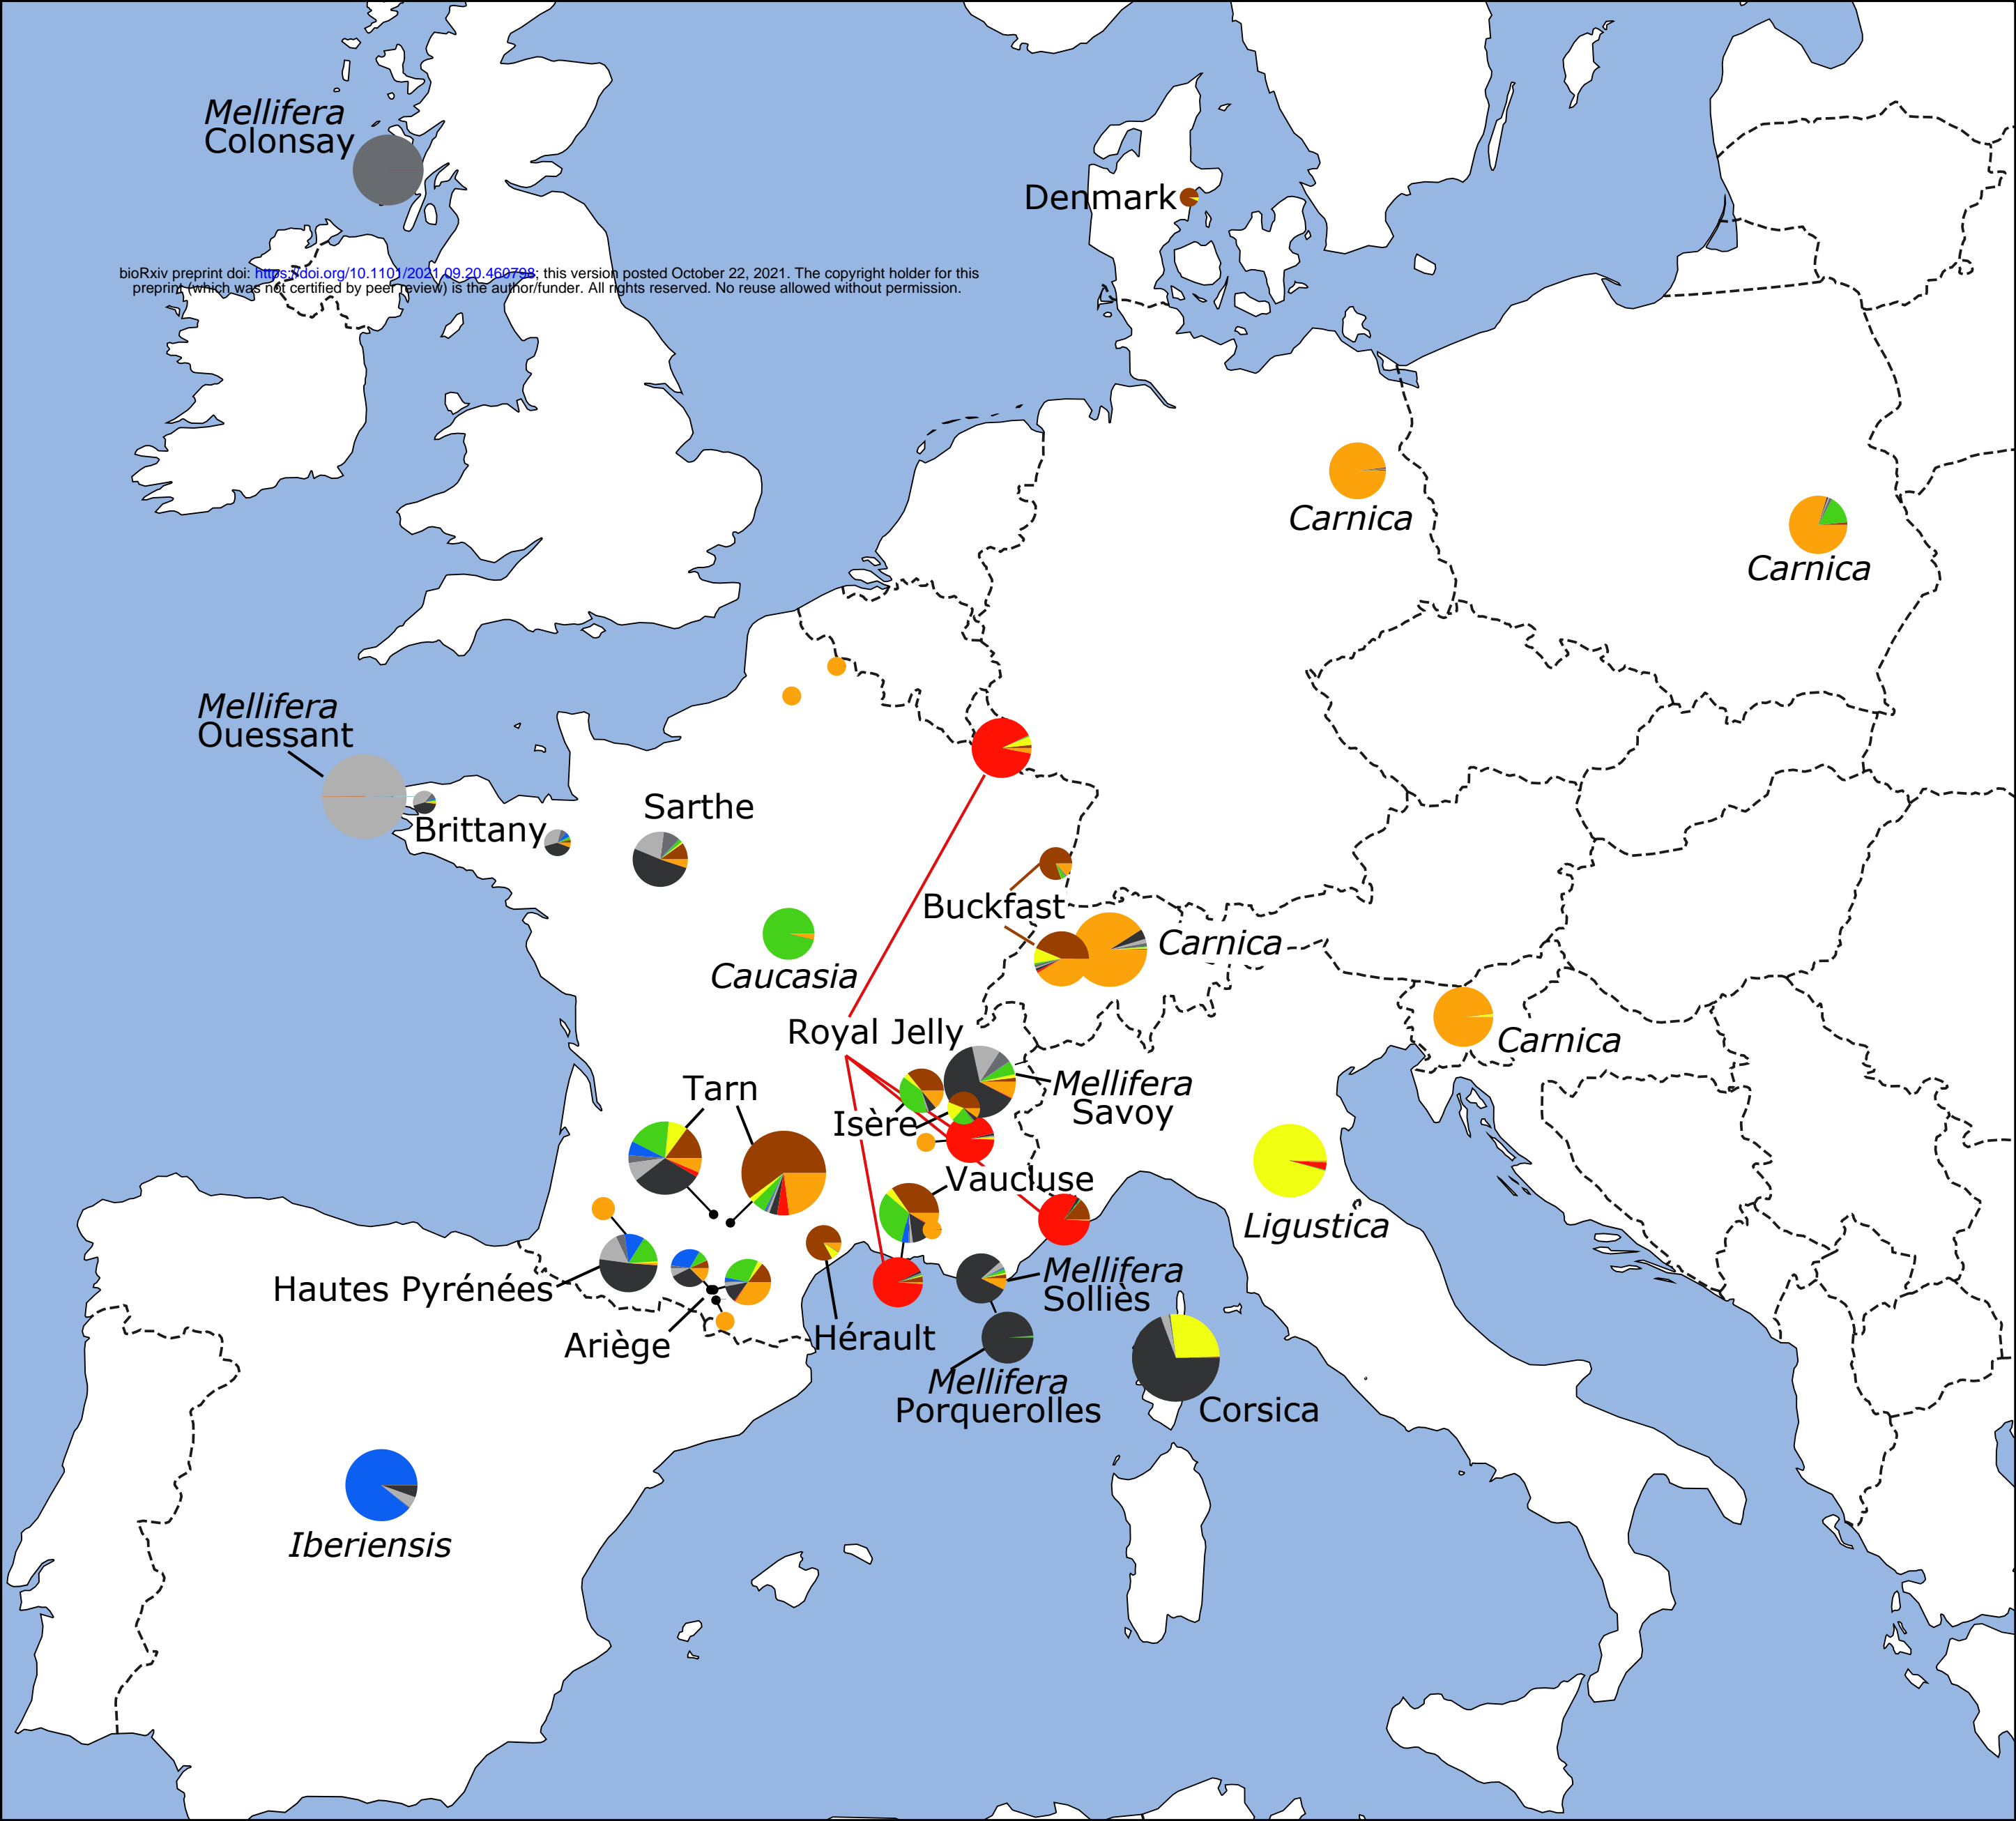 Mellifera
Colonsay
Denmark
bioRxiv preprint doi: https://doi.org/10.1101/2021.09.20.460798; this version posted October 22, 2021. The copyright holder for this
preprint (which was not certified by peer review) is the author/funder. All rights reserved. No reuse allowed without permission.
Carnica
Carnica
Mellifera
Ouessant
Sarthe
Brittany
Buckfast
Carnica
Caucasia
Royal Jelly
Carnica
Tarn
Mellifera
Savoy
Isère
Vaucluse
Ligustica
Hautes Pyrénées
Mellifera
Solliès
Ariège
Hérault
Mellifera
Porquerolles
Corsica
Iberiensis